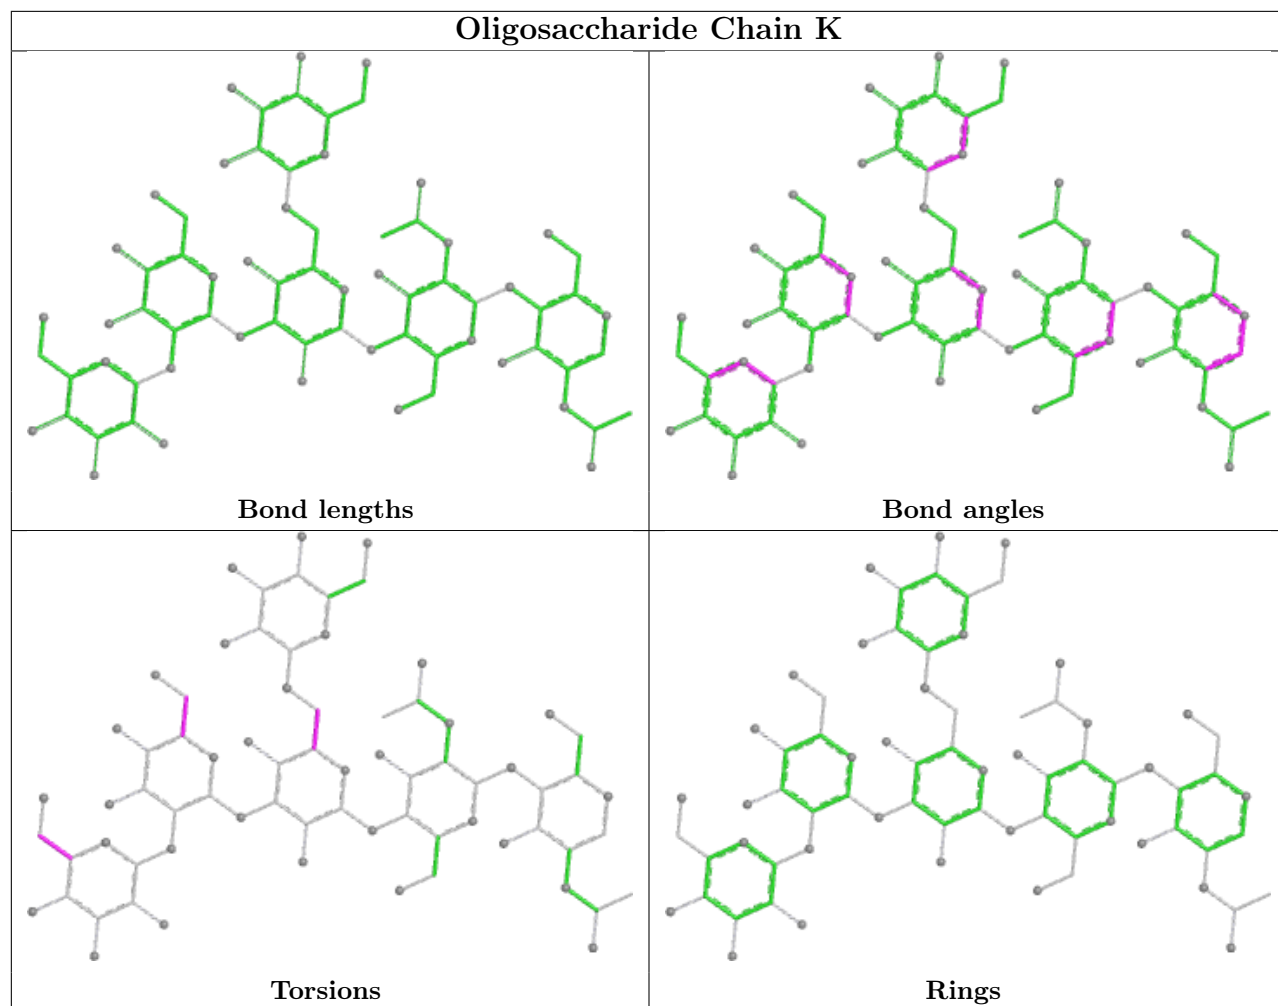 Oligosaccharide Chain K
Bond lengths
Bond angles
Torsions
Rings